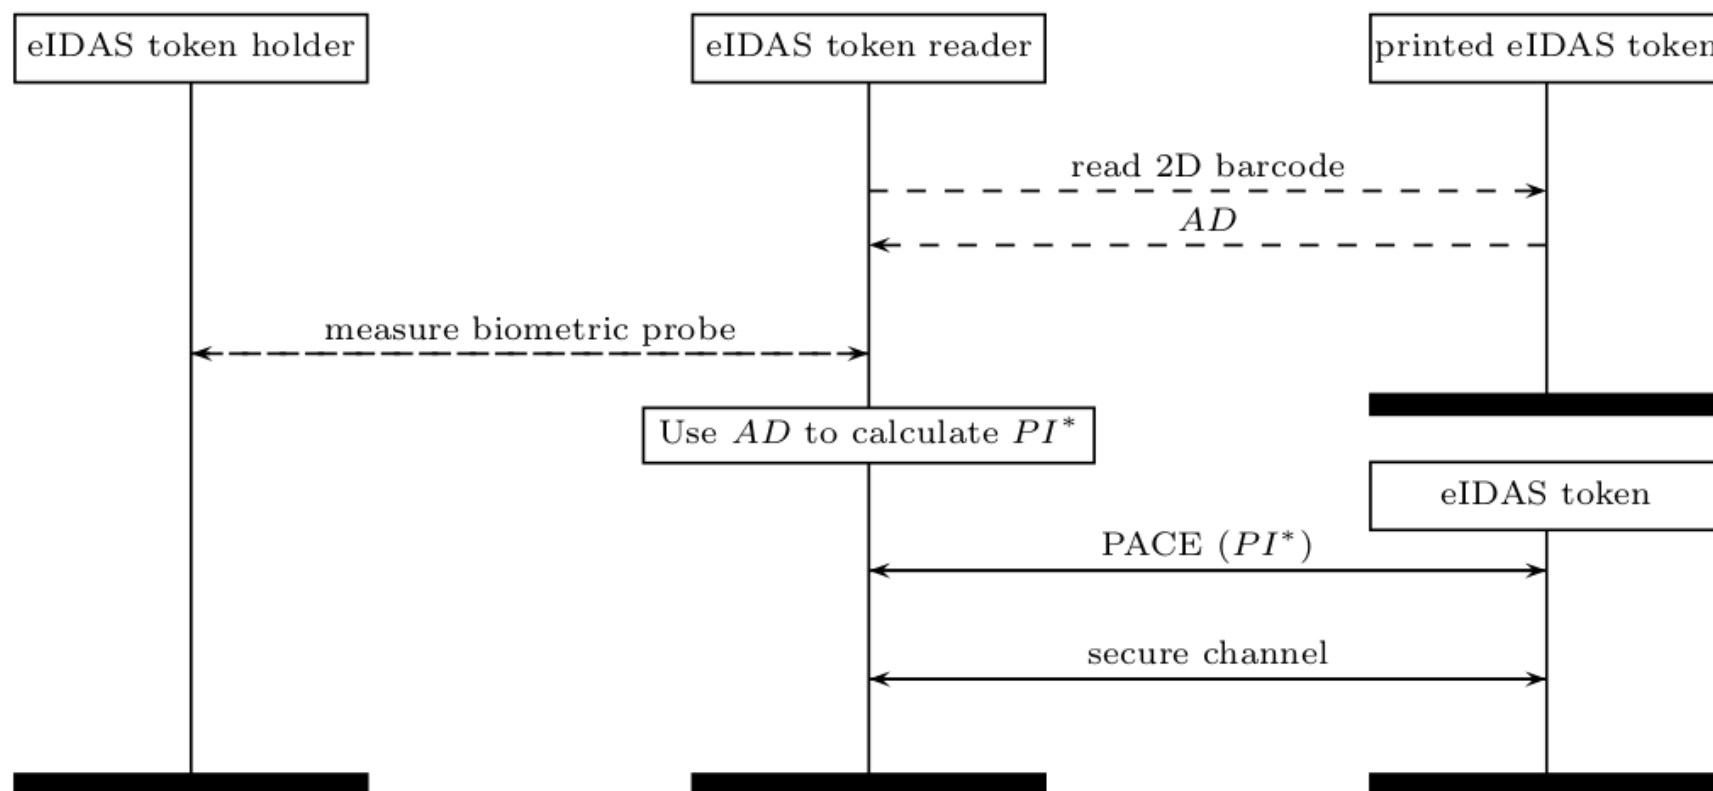 eIDAS token holder
eIDAS token reader
printed eIDAS token
read 2D barcode
AD
measure biometric probe
Use AD to calculate PI*
eIDAS token
PACE (PI*)
secure channel